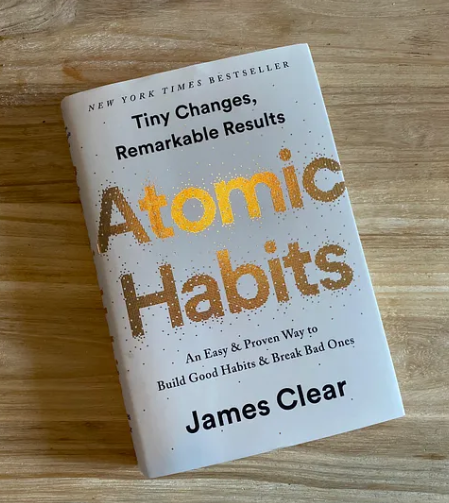 NEW YORK TIMES BESTSELLER
Tiny Changes,
Remarkable Results
Atomic
Habits
An Easy & Proven Way to
Build Good Habits & Break Bad Ones
James Clear